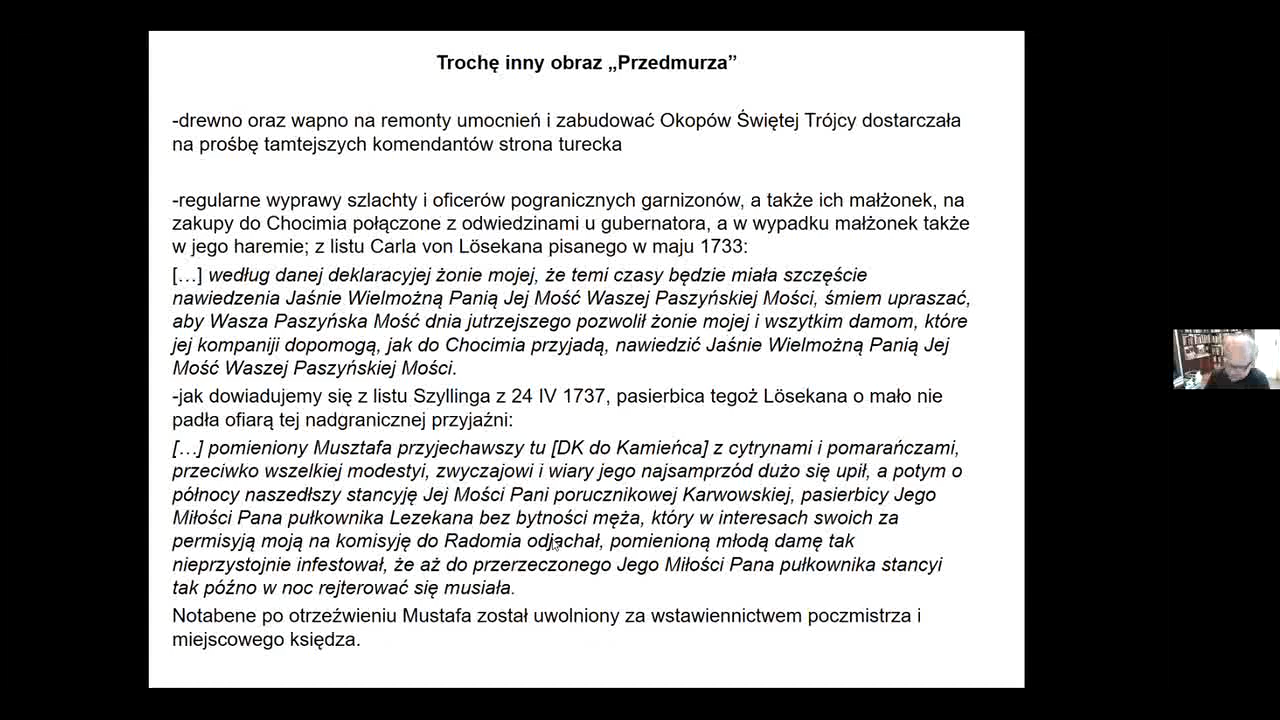 Trochę inny obraz „Przedmurza”
-drewno oraz wapno na remonty umocnień i zabudować Okopów Świętej Trójcy dostarczała
na prośbę tamtejszych komendantów strona turecka
-regularne wyprawy szlachty i oficerów pogranicznych garnizonów, a także ich małżonek, na
zakupy do Chocimia połączone z odwiedzinami u gubernatora, a w wypadku małżonek także
w jego haremie; z listu Carla von Lösekana pisanego w maju 1733:
[…] według danej deklaracyjej żonie mojej, że temi czasy będzie miała szczęście
nawiedzenia Jaśnie Wielmożną Panią Jej Mość Waszej Paszyńskiej Mości, śmiem upraszać,
aby Wasza Paszyńska Mość dnia jutrzejszego pozwolił żonie mojej i wszytkim damom, które
jej kompaniji dopomogą, jak do Chocimia przyjadą, nawiedzić Jaśnie Wielmożną Panią Jej
Mość Waszej Paszyńskiej Mości.
-jak dowiadujemy się z listu Szyllinga z 24 IV 1737, pasierbica tegoż Lösekana o mało nie
padła ofiarą tej nadgranicznej przyjaźni:
[…] pomieniony Musztafa przyjechawszy tu [DK do Kamieńca] z cytrynami i pomarańczami,
przeciwko wszelkiej modestyi, zwyczajowi i wiary jego najsamprzód dużo się upił, a potym o
północy naszedłszy stancyję Jej Mości Pani porucznikowej Karwowskiej, pasierbicy Jego
Miłości Pana pułkownika Lezekana bez bytności męża, który w interesach swoich za
permisyją moją na komisyję do Radomia odjachał, pomienioną młodą damę tak
nieprzystojnie infestował, że aż do przerzeczonego Jego Miłości Pana pułkownika stancyi
tak późno w noc rejterować się musiała.
Notabene po otrzeźwieniu Mustafa został uwolniony za wstawiennictwem poczmistrza i
miejscowego księdza.